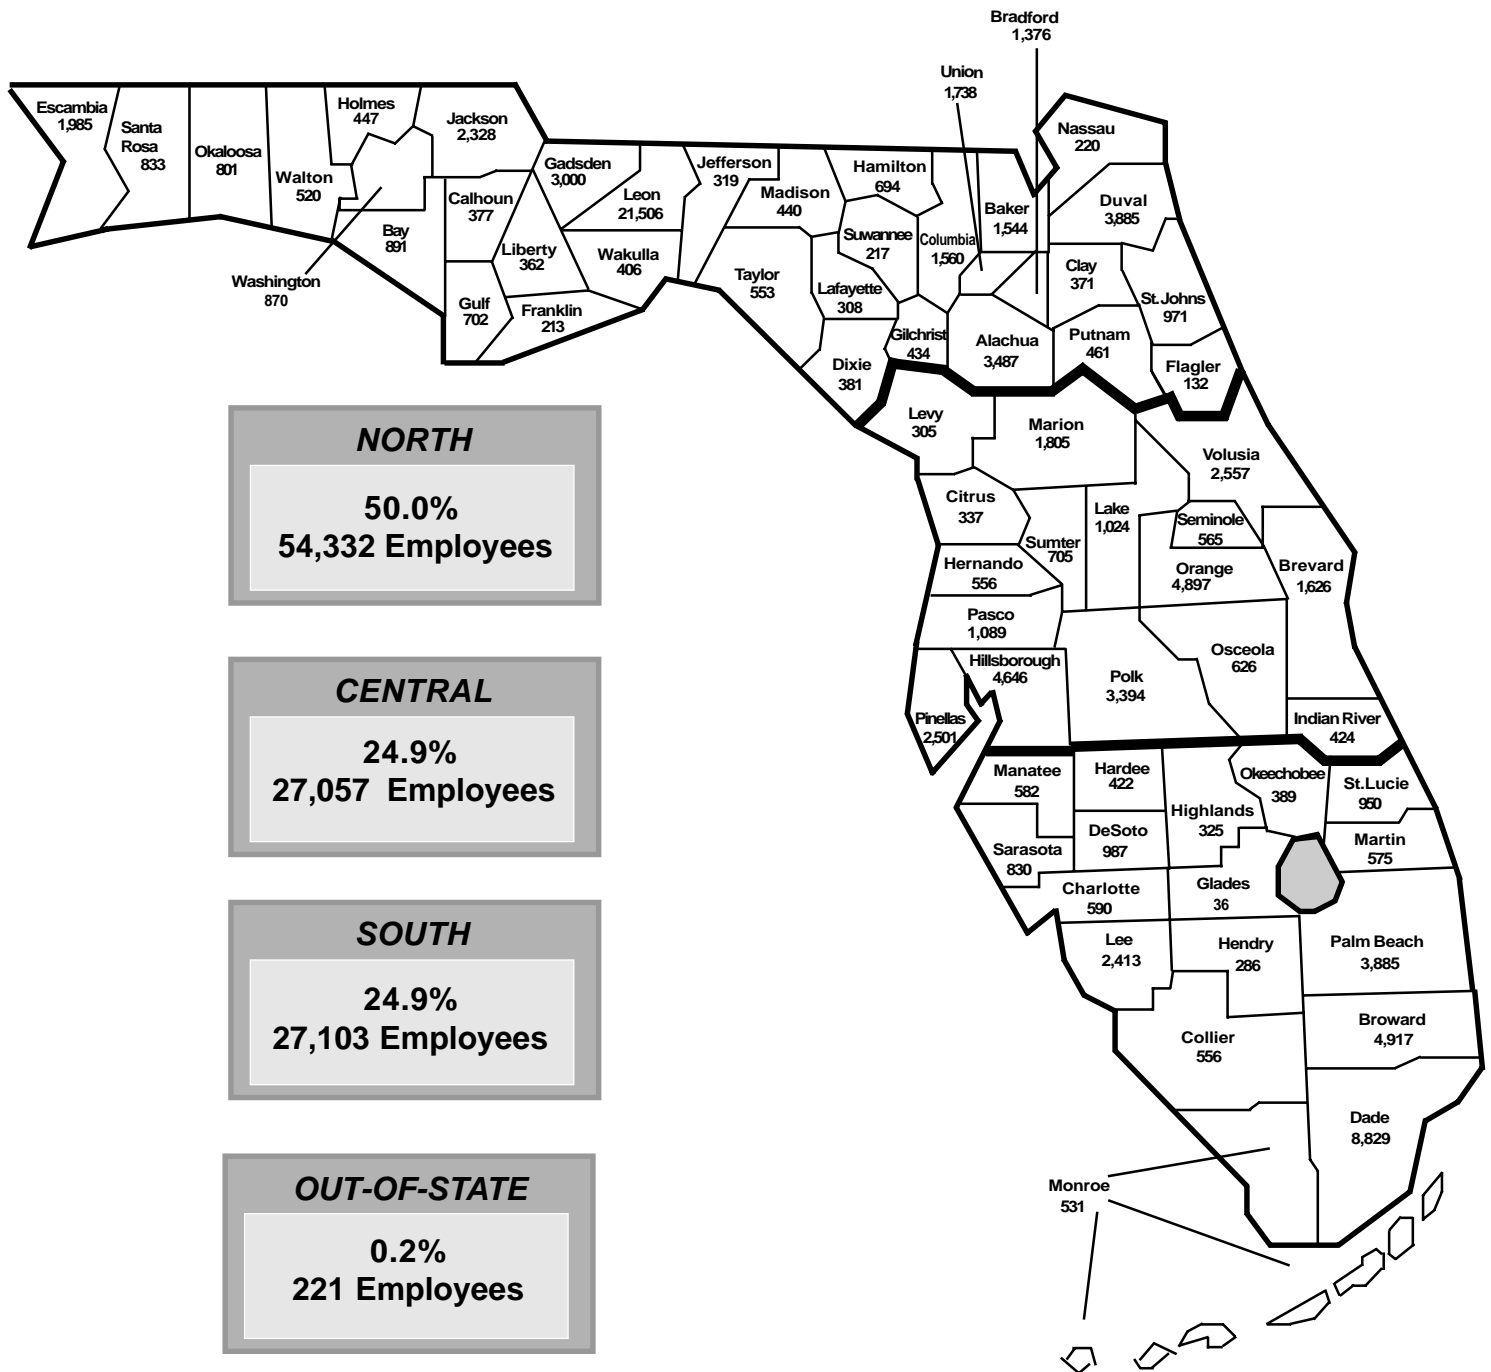 Bradford
1,376
Union
1,738
Escambia
1,985
Santa
Rosa
833
Okaloosa
801
Walton
520
Holmes
447
Jackson
2,328
Washington
870
Bay
891
Calhoun
377
Gulf
702
Liberty
362
Franklin
213
Gadsden
3,000
Leon
21,506
Wakulla
406
Jefferson
319
Madison
440
Taylor
553
Hamilton
694
Suwannee
217
Lafayette
308
Dixie
381
Columbia
1,560
Gilchrist
434
Baker
1,544
Alachua
3,487
Nassau
220
Duval
3,885
Clay
371
St.Johns
971
Putnam
461
Flagler
132
Levy
305
Marion
1,805
Volusia
2,557
Citrus
337
Sumter
705
Lake
1,024
Seminole
565
Orange
4,897
Brevard
1,626
Hernando
556
Pasco
1,089
Pinellas
2,501
Hillsborough
4,646
Polk
3,394
Osceola
626
Indian River
424
Manatee
582
Hardee
422
Highlands
325
Okeechobee
389
St.Lucie
950
Sarasota
830
DeSoto
987
Martin
575
Charlotte
590
Glades
36
Lee
2,413
Hendry
286
Palm Beach
3,885
Collier
556
Broward
4,917
Dade
8,829
Monroe
531
NORTH
50.0%
54,332 Employees
CENTRAL
24.9%
27,057 Employees
SOUTH
24.9%
27,103 Employees
OUT-OF-STATE
0.2%
221 Employees